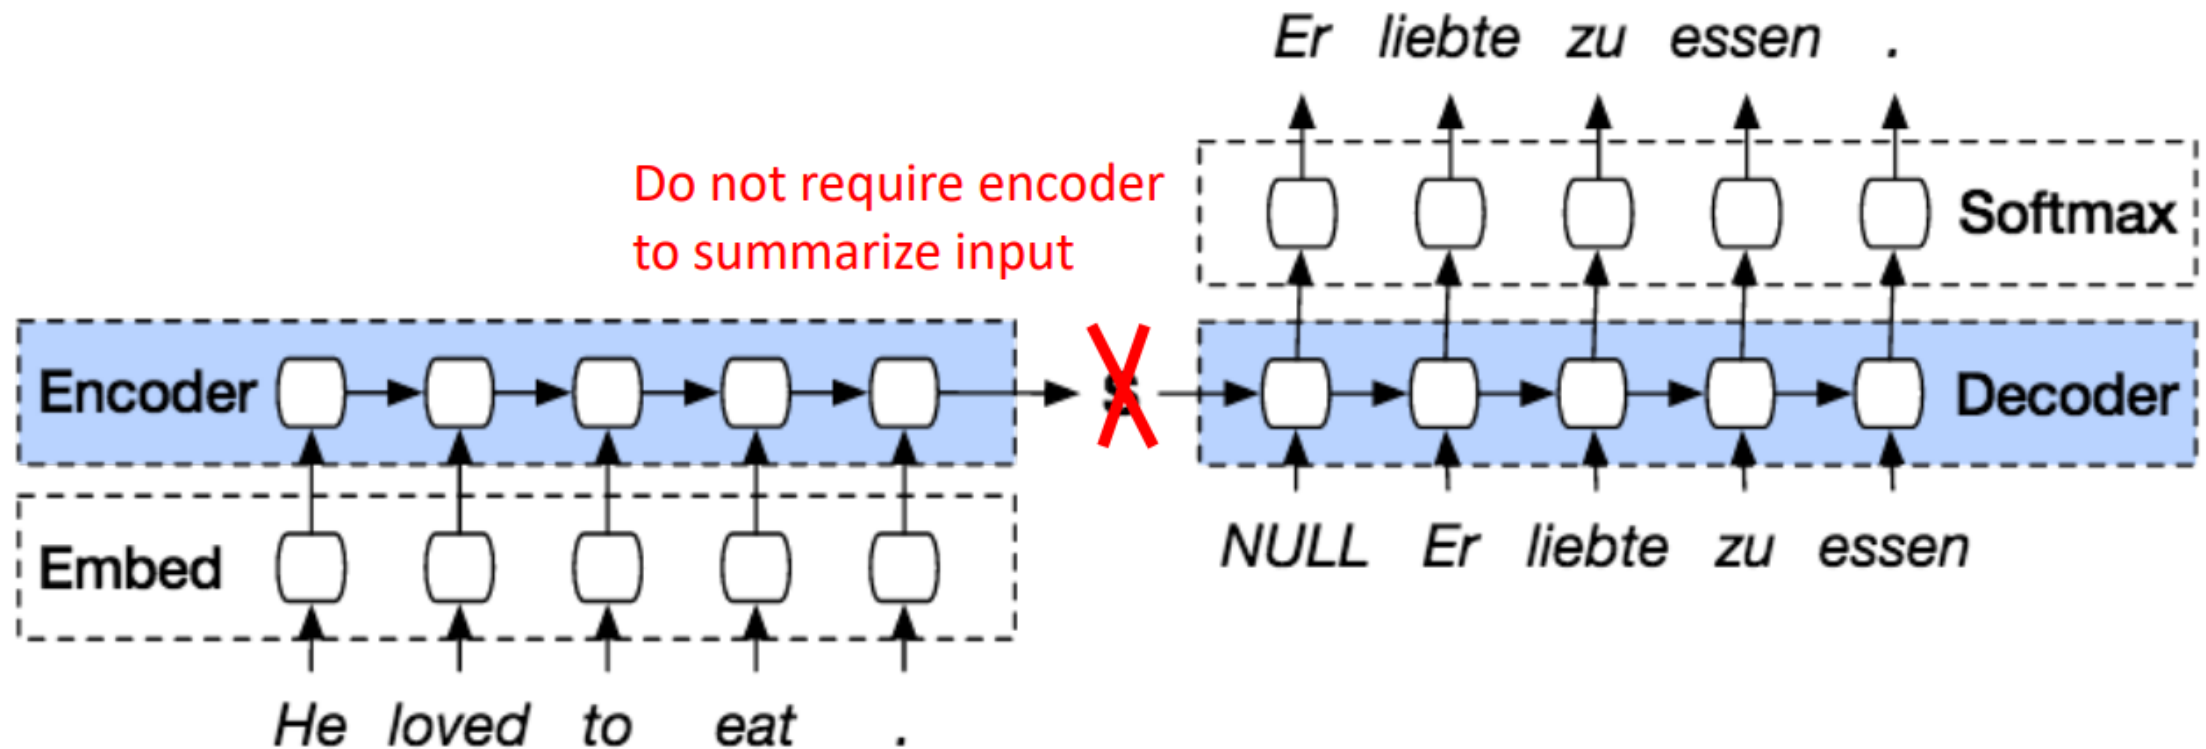 Er liebte zu essen .
Do not require encoder
to summarize input
Softmax
Encoder
S
Decoder
Embed
NULL Er liebte zu essen
He loved to eat .